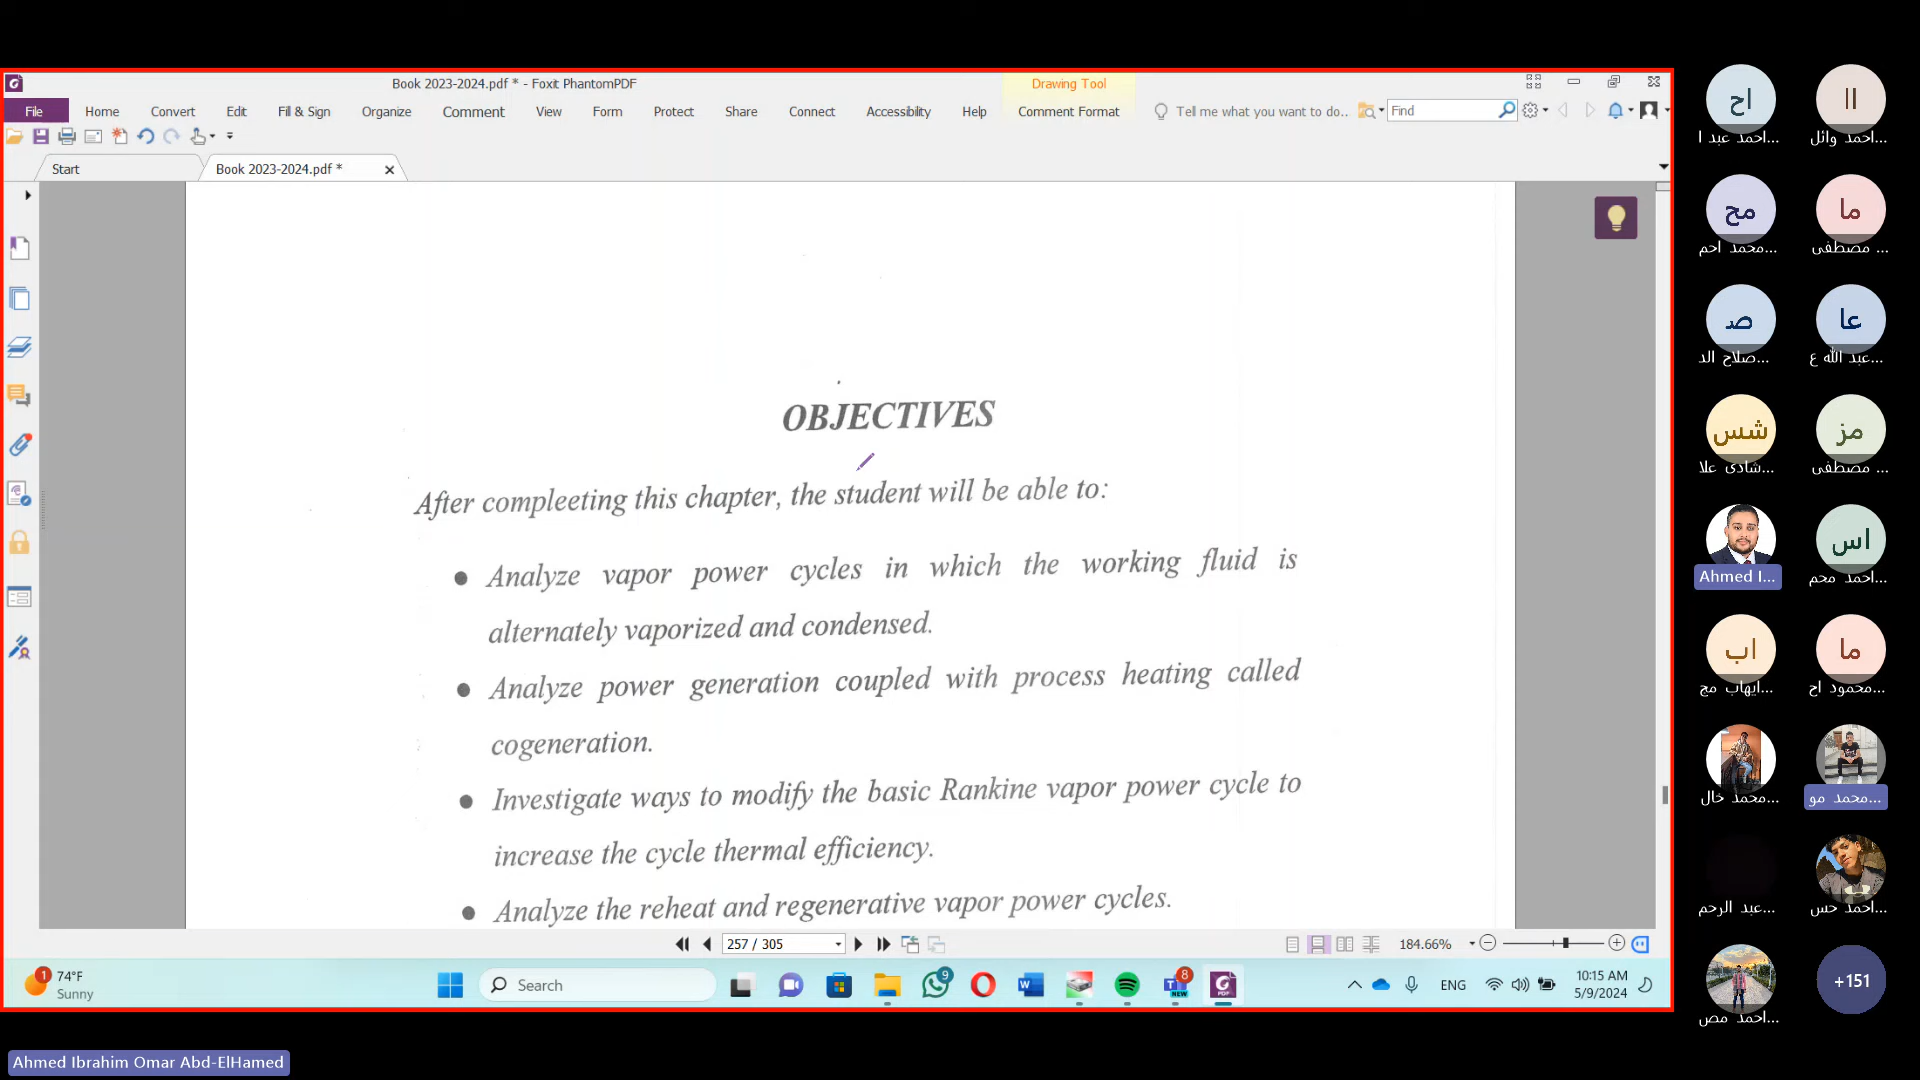 Book 2023-2024.pdf * - Foxit PhantomPDF
Drawing Tool
File Home Convert Edit Fill & Sign Organize Comment View Form Protect Share Connect Accessibility Help Comment Format Tell me what you want to do.. Find
Start
Book 2023-2024.pdf *
OBJECTIVES
After compleeting this chapter, the student will be able to:
● Analyze vapor power cycles in which the working fluid is
alternately vaporized and condensed.
● Analyze power generation coupled with process heating called
cogeneration.
● Investigate ways to modify the basic Rankine vapor power cycle to
increase the cycle thermal efficiency.
● Analyze the reheat and regenerative vapor power cycles.
257 / 305
184.66%
1
74°F
Sunny
Search
9
8
NEW
PDF
ENG
10:15 AM
5/9/2024
اح
احمد عبد ا...
اا
احمد وائل...
مح
محمد احم...
ما
مصطفى ...
صا
صلاح الد...
عا
عبد الله ع...
شس
شادى علا...
مز
مصطفى ...
Ahmed I...
اس
احمد محم...
اب
ايهاب مج...
ما
محمود اح...
محمد خال...
محمد مو...
عبد الرحم...
احمد حس...
احمد مص...
+151
Ahmed Ibrahim Omar Abd-ElHamed